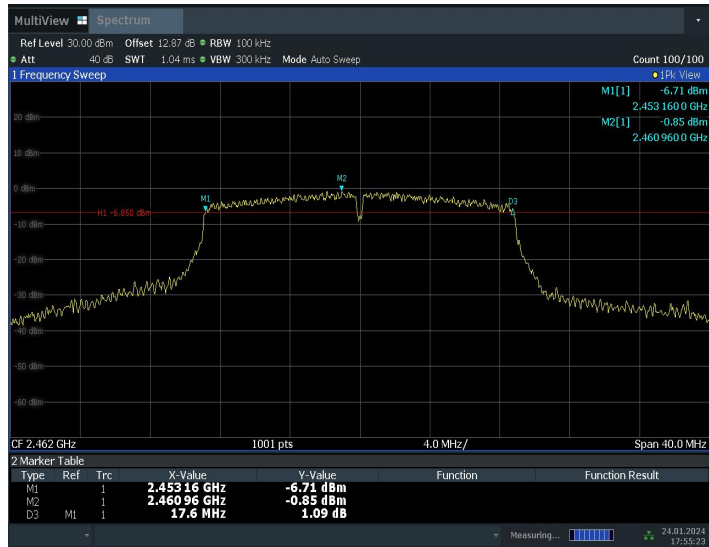 MultiView Spectrum
Ref Level 30.00 dBm Offset 12.87 dB RBW 100 kHz
Att 40 dB SWT 1.04 ms VBW 300 kHz Mode Auto Sweep Count 100/100
1 Frequency Sweep 1Pk View
M1[1] -6.71 dBm
2.453 160 0 GHz
M2[1] -0.85 dBm
2.460 960 0 GHz
20 dBm
10 dBm
M2
0 dBm
M1
D3
H1 -6.850 dBm
-10 dBm
-20 dBm
-30 dBm
-40 dBm
-50 dBm
-60 dBm
CF 2.462 GHz 1001 pts 4.0 MHz/ Span 40.0 MHz
2 Marker Table
Type Ref Trc X-Value Y-Value Function Function Result
M1 1 2.453 16 GHz -6.71 dBm
M2 1 2.460 96 GHz -0.85 dBm
D3 M1 1 17.6 MHz 1.09 dB
Measuring... 24.01.2024
17:55:23